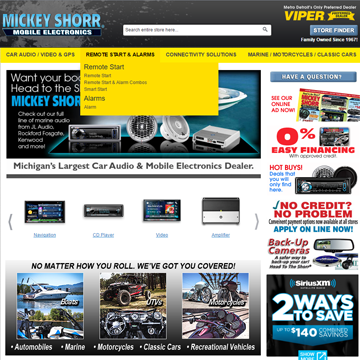 MICKEY SHORR
MOBILE ELECTRONICS
Metro Detroit's Only Preferred Dealer
VIPER
Search entire store here...
STORE FINDER
Family Owned Since 1967!
CAR AUDIO / VIDEO & GPS
REMOTE START & ALARMS
CONNECTIVITY SOLUTIONS
MARINE / MOTORCYCLES / CLASSIC CARS
Remote Start
Remote Start
Remote Start & Alarm Combos
Smart Start
Alarms
Alarm
Want your boa
Head to the S
MICKEY SHOR
Check out our full
line of marine audio
from JL Audio,
Rockford Fosgate,
Kenwood
and more!
Michigan's Largest Car Audio & Mobile Electronics Dealer.
Navigation
CD Player
Video
Amplifier
NO MATTER HOW YOU ROLL. WE'VE GOT YOU COVERED!
Boats
UTVs
Motorcycles
• Automobiles • Marine • Motorcycles • Classic Cars • Recreational Vehicles
HAVE A QUESTION?
SEE OUR
ONLINE
AD NOW!
0%
EASY FINANCING
With approved credit.
HOT BUYS!
Deals that
you will
only find
here.
NO CREDIT?
NO PROBLEM
Convenient payment options now available at all stores
APPLY ON LINE NOW!
Back-Up
Cameras
A safer way to
back-up your car!
Head To The Shorr!
SiriusXM
SATELLITE RADIO
2 WAYS
TO SAVE
UP TO $140 COMBINED
SAVINGS
SHOW
ME NOW